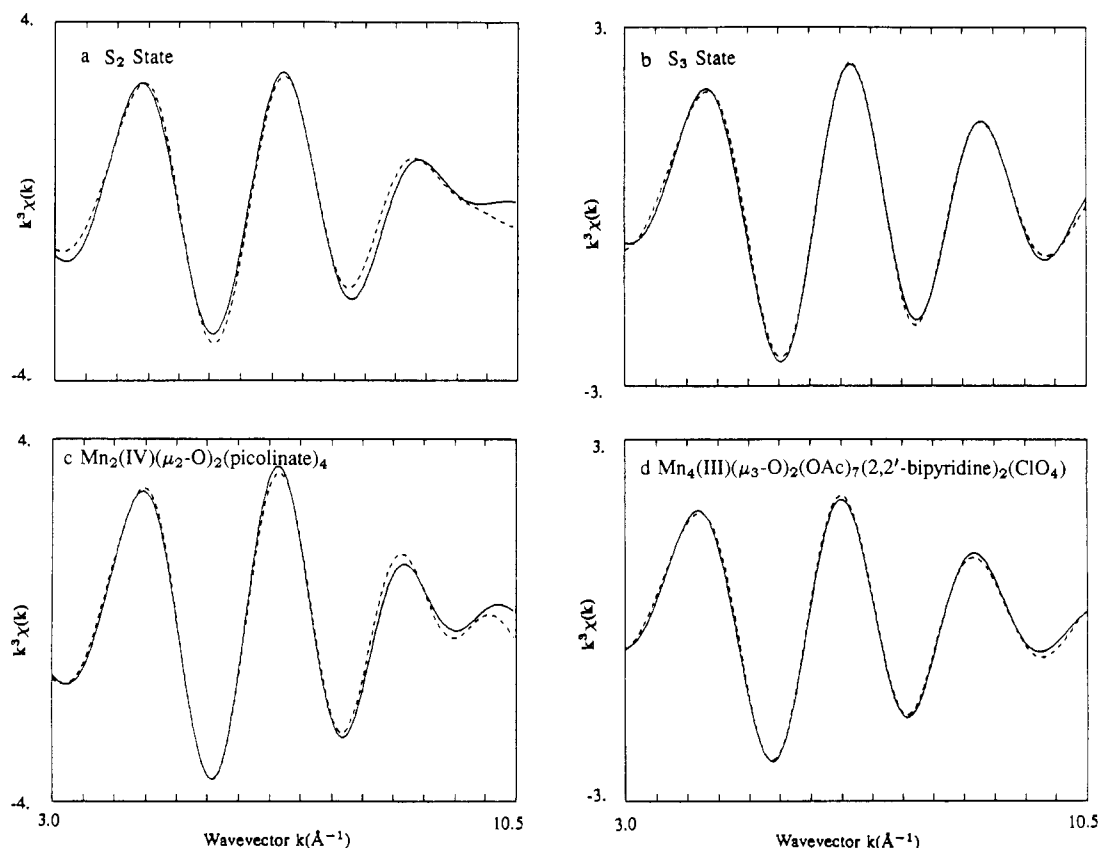 4.
a S₂ State
k³χ(k)
-4.
3.
b S₃ State
k³χ(k)
-3.
4.
c Mn₂(IV)(μ₂-O)₂(picolinate)₄
k³χ(k)
-4.
3.0
Wavevector k(Å⁻¹)
10.5
3.
d Mn₄(III)(μ₃-O)₂(OAc)₇(2,2'-bipyridine)₂(ClO₄)
k³χ(k)
-3.
3.0
Wavevector k(Å⁻¹)
10.5